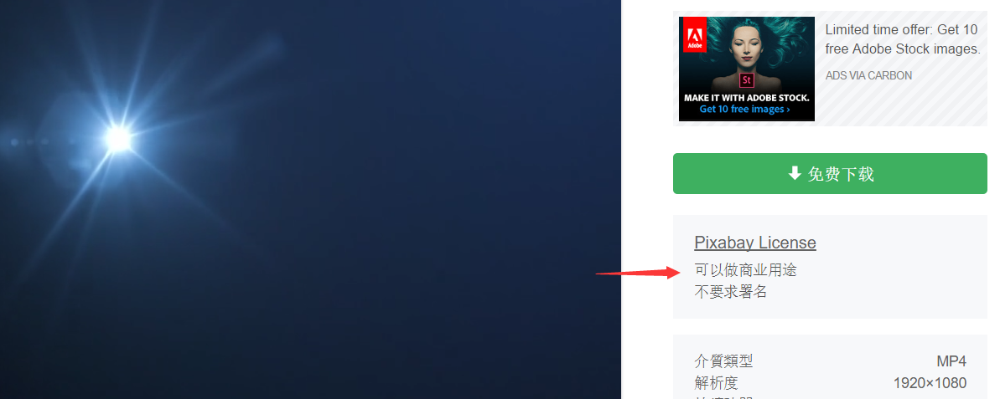 Adobe
St
MAKE IT WITH ADOBE STOCK.
Get 10 free images ›
Limited time offer: Get 10
free Adobe Stock images.
ADS VIA CARBON
免费下载
Pixabay License
可以做商业用途
不要求署名
介質類型 MP4
解析度 1920×1080